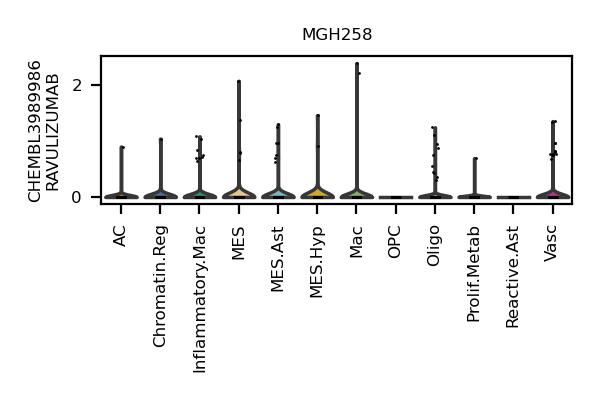 MGH258
CHEMBL3989986
RAVULIZUMAB
2
0
AC
Chromatin.Reg
Inflammatory.Mac
MES
MES.Ast
MES.Hyp
Mac
OPC
Oligo
Prolif.Metab
Reactive.Ast
Vasc